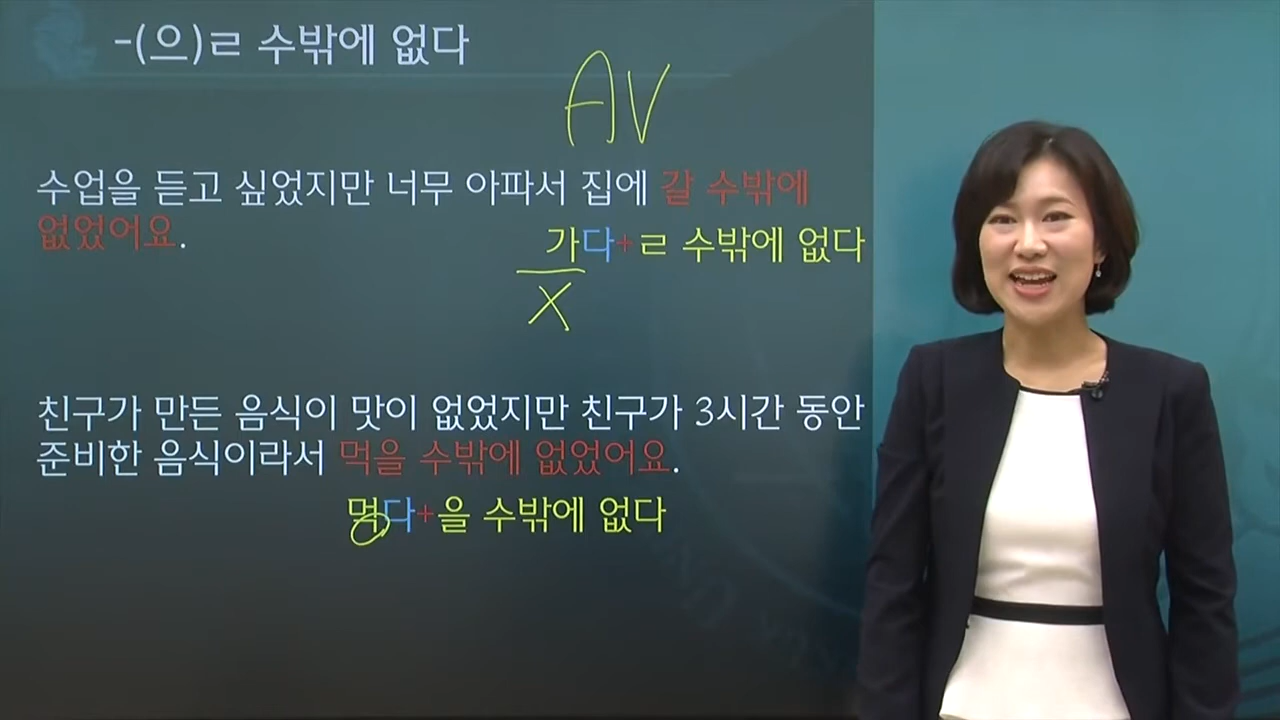 -(으)ㄹ 수밖에 없다
AV
수업을 듣고 싶었지만 너무 아파서 집에 갈 수밖에
없었어요.
가다+ㄹ 수밖에 없다
X
친구가 만든 음식이 맛이 없었지만 친구가 3시간 동안
준비한 음식이라서 먹을 수밖에 없었어요.
먹다+을 수밖에 없다